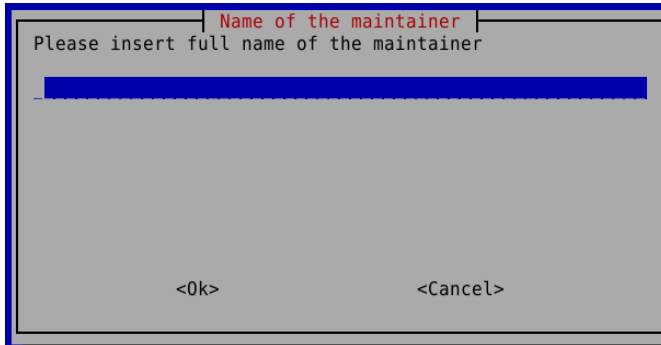 Name of the maintainer
Please insert full name of the maintainer
<Ok> <Cancel>